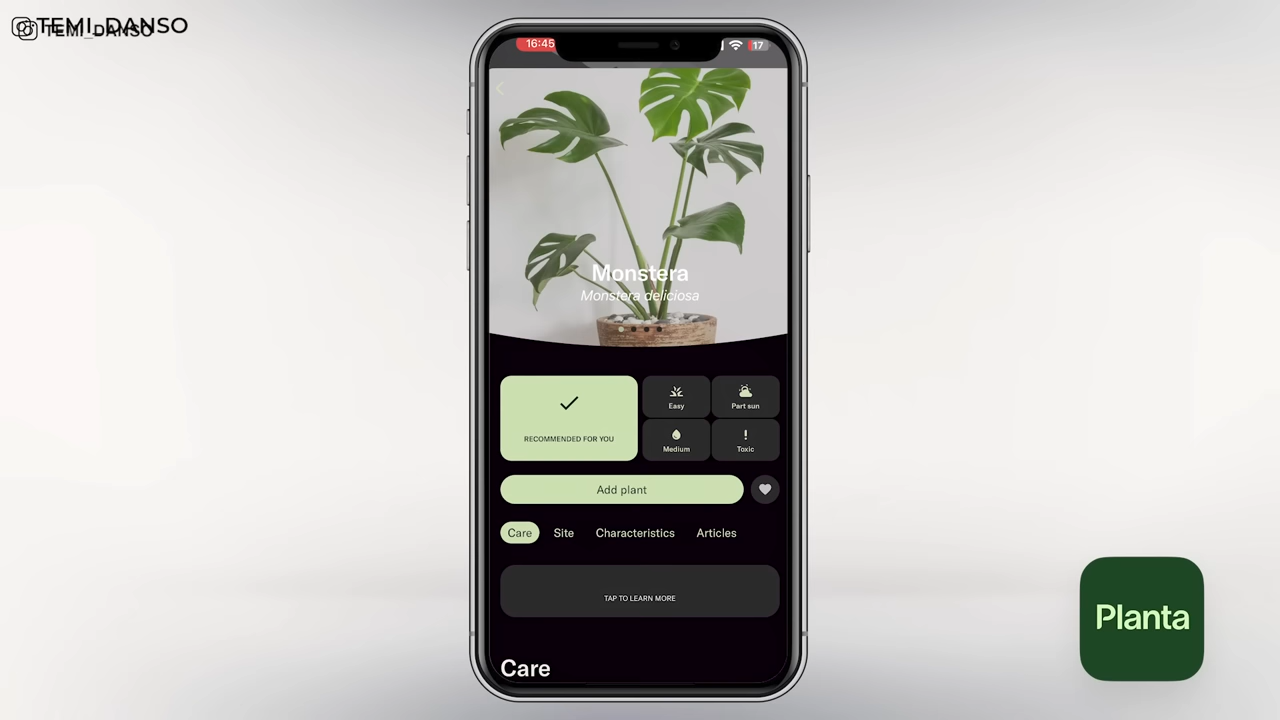 TEMI_DANSO
TEMI_DANSO
16:45
17
Monstera
Monstera deliciosa
RECOMMENDED FOR YOU
Easy
Part sun
Medium
Toxic
Add plant
Care
Site
Characteristics
Articles
TAP TO LEARN MORE
Care
Planta